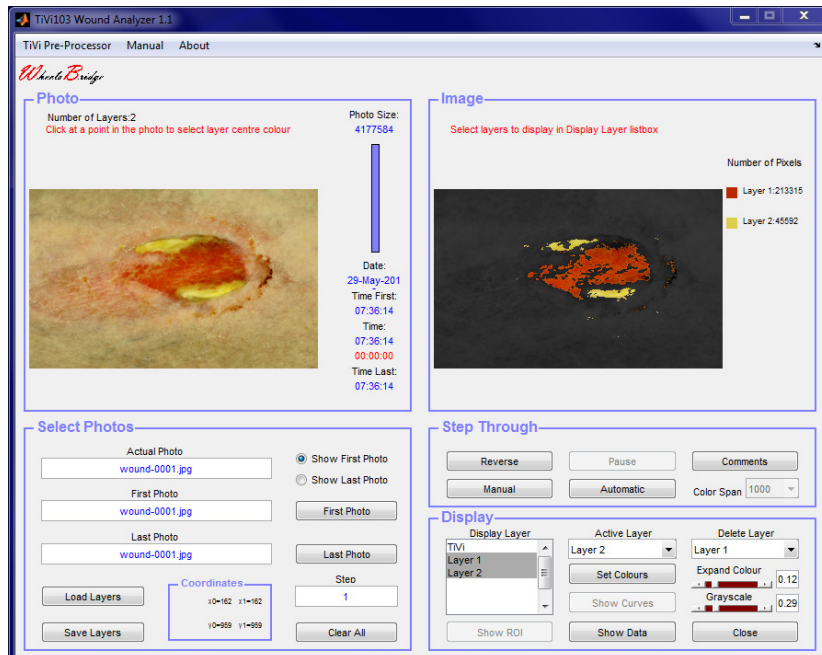 TiVi103 Wound Analyzer 1.1
TiVi Pre-Processor Manual About
Wheels Bridge
Photo
Number of Layers:2
Click at a point in the photo to select layer centre colour
Photo Size:
4177584
Date:
29-May-201
Time First:
07:36:14
Time:
07:36:14
00:00:00
Time Last:
07:36:14
Image
Select layers to display in Display Layer listbox
Number of Pixels
Layer 1:213315
Layer 2:45592
Select Photos
Actual Photo
wound-0001.jpg
First Photo
wound-0001.jpg
Last Photo
wound-0001.jpg
Show First Photo
Show Last Photo
First Photo
Last Photo
Step
1
Load Layers
Save Layers
Coordinates
x0=162 x1=162
y0=959 y1=959
Clear All
Step Through
Reverse Pause Comments
Manual Automatic Color Span 1000
Display
Display Layer
TiVi
Layer 1
Layer 2
Show ROI
Active Layer
Layer 2
Set Colours
Show Curves
Show Data
Delete Layer
Layer 1
Expand Colour
0.12
Grayscale
0.29
Close